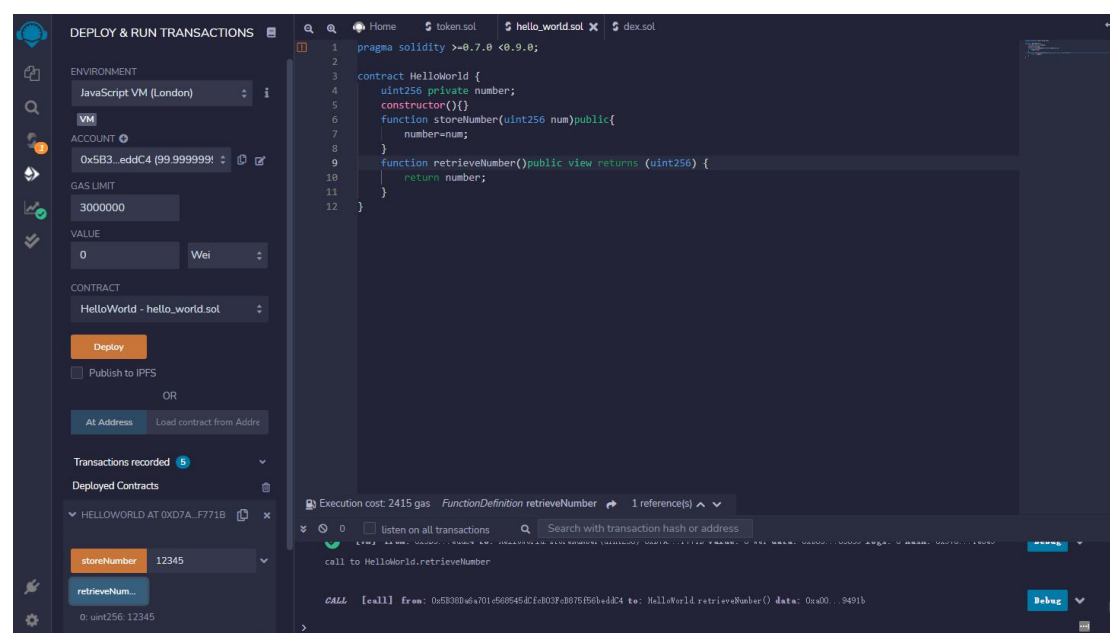 DEPLOY & RUN TRANSACTIONS
ENVIRONMENT
JavaScript VM (London)
VM
ACCOUNT
0x5B3...eddC4 (99.999999!
GAS LIMIT
3000000
VALUE
0 Wei
CONTRACT
HelloWorld - hello_world.sol
Deploy
Publish to IPFS
OR
At Address Load contract from Addre
Transactions recorded 5
Deployed Contracts
HELLOWORLD AT 0XD7A...F771B
storeNumber 12345
retrieveNum...
0: uint256: 12345
Home token.sol hello_world.sol dex.sol
1 pragma solidity >=0.7.0 <0.9.0;
2
3 contract HelloWorld {
4 uint256 private number;
5 constructor(){}
6 function storeNumber(uint256 num)public{
7 number=num;
8 }
9 function retrieveNumber()public view returns (uint256) {
10 return number;
11 }
12 }
Execution cost: 2415 gas FunctionDefinition retrieveNumber 1 reference(s)
0 listen on all transactions Search with transaction hash or address
call to HelloWorld.retrieveNumber
CALL [call] from: 0x5B38Da6a701c568545dCfcB03FcB875f56beddC4 to: HelloWorld.retrieveNumber() data: 0xa00...9491b Debug
>